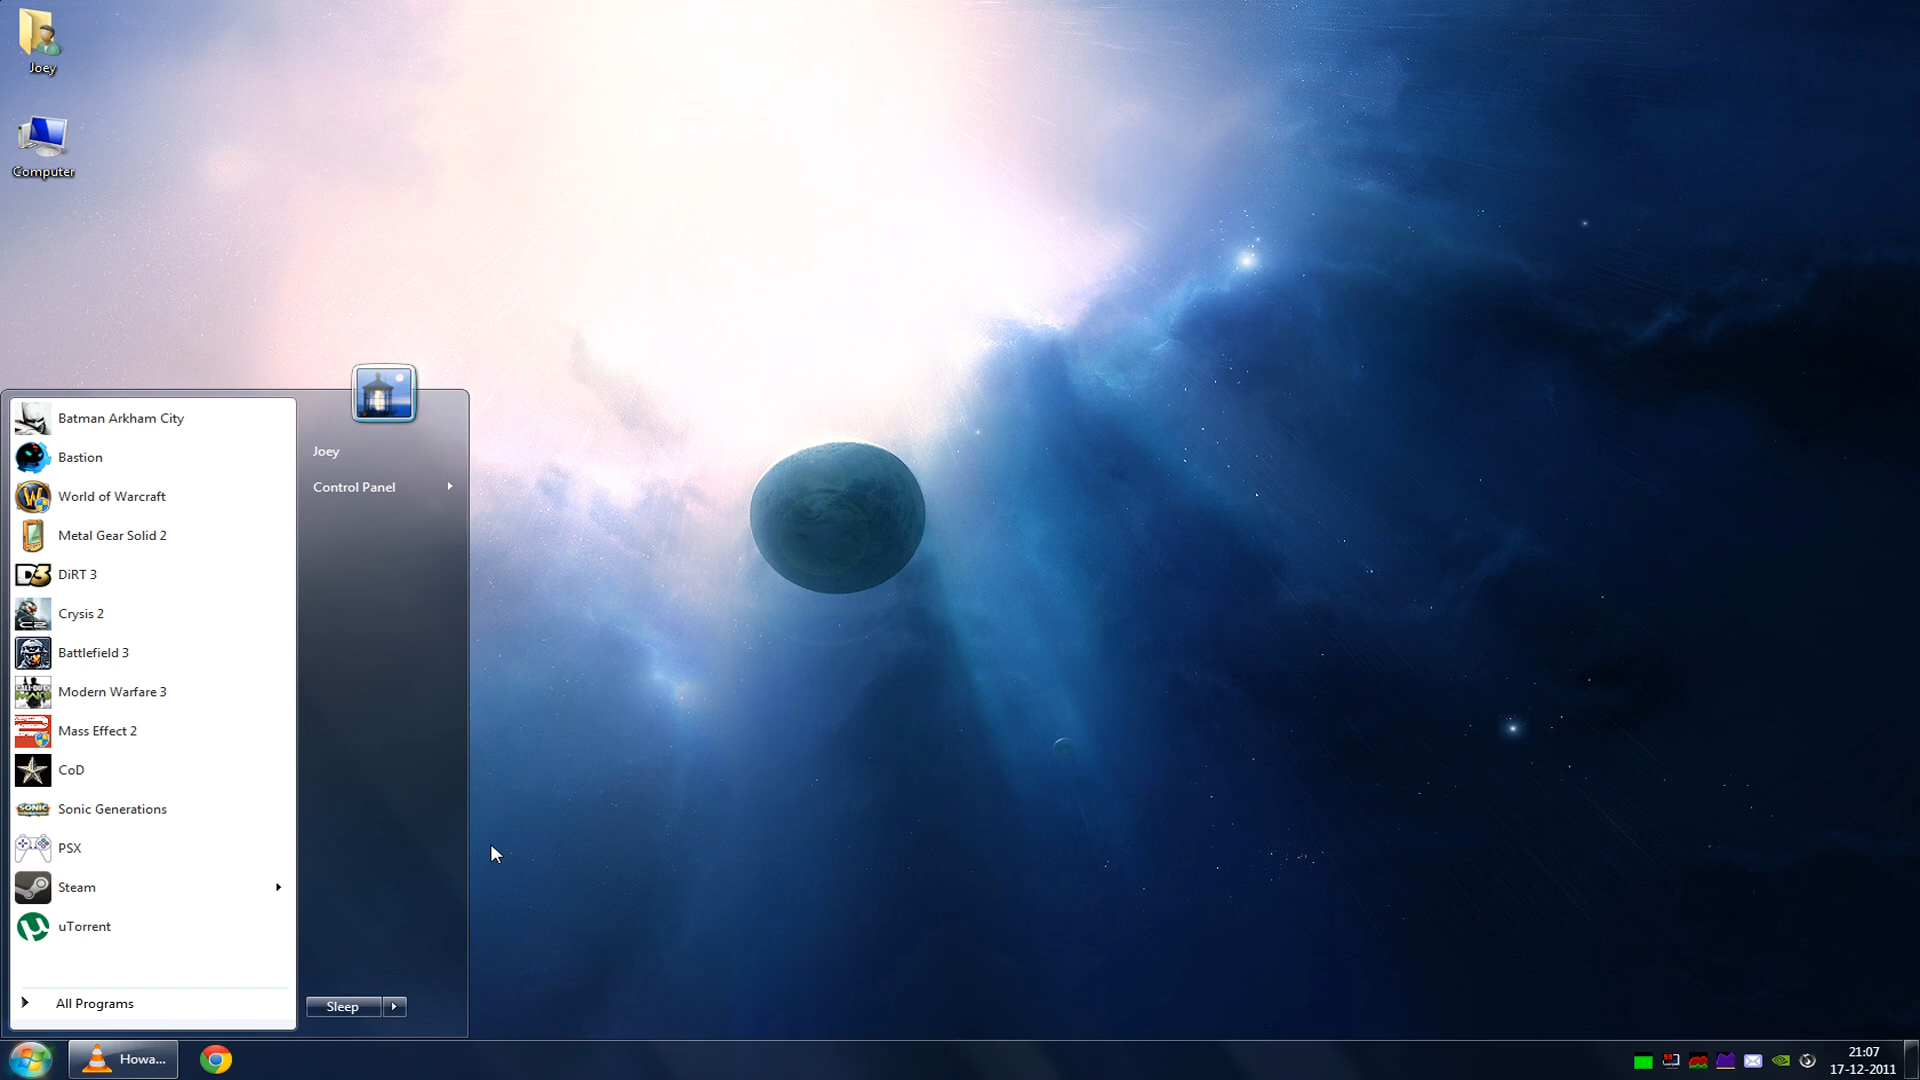 Joey
Computer
Batman Arkham City
Bastion
World of Warcraft
Metal Gear Solid 2
DiRT 3
Crysis 2
Battlefield 3
Modern Warfare 3
Mass Effect 2
CoD
Sonic Generations
PSX
Steam
uTorrent
All Programs
Joey
Control Panel
Sleep
Howa...
21:07
17-12-2011